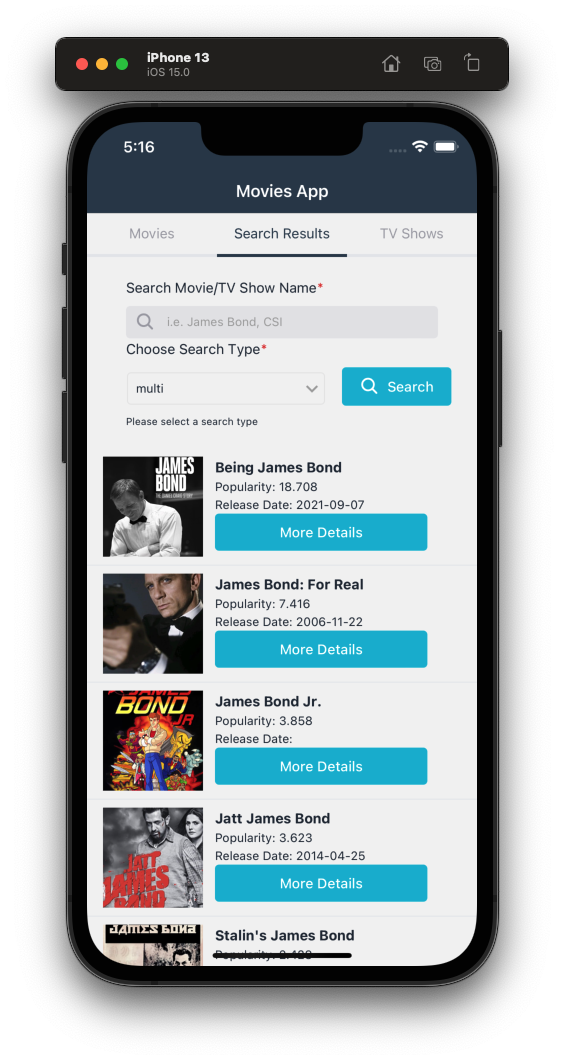 iPhone 13
iOS 15.0
5:16
Movies App
Movies
Search Results
TV Shows
Search Movie/TV Show Name*
i.e. James Bond, CSI
Choose Search Type*
multi
Search
Please select a search type
JAMES
BOND
Being James Bond
Popularity: 18.708
Release Date: 2021-09-07
More Details
James Bond: For Real
Popularity: 7.416
Release Date: 2006-11-22
More Details
JAMES
BOND
JR
James Bond Jr.
Popularity: 3.858
Release Date:
More Details
JATT
JAMES
BOND
Jatt James Bond
Popularity: 3.623
Release Date: 2014-04-25
More Details
JAMES BOND
Stalin's James Bond
Popularity: